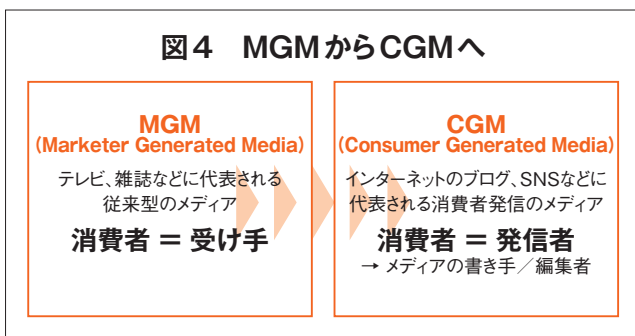 図4　MGMからCGMへ
MGM
(Marketer Generated Media)
テレビ、雑誌などに代表される
従来型のメディア
消費者 = 受け手
CGM
(Consumer Generated Media)
インターネットのブログ、SNSなどに
代表される消費者発信のメディア
消費者 = 発信者
→ メディアの書き手／編集者